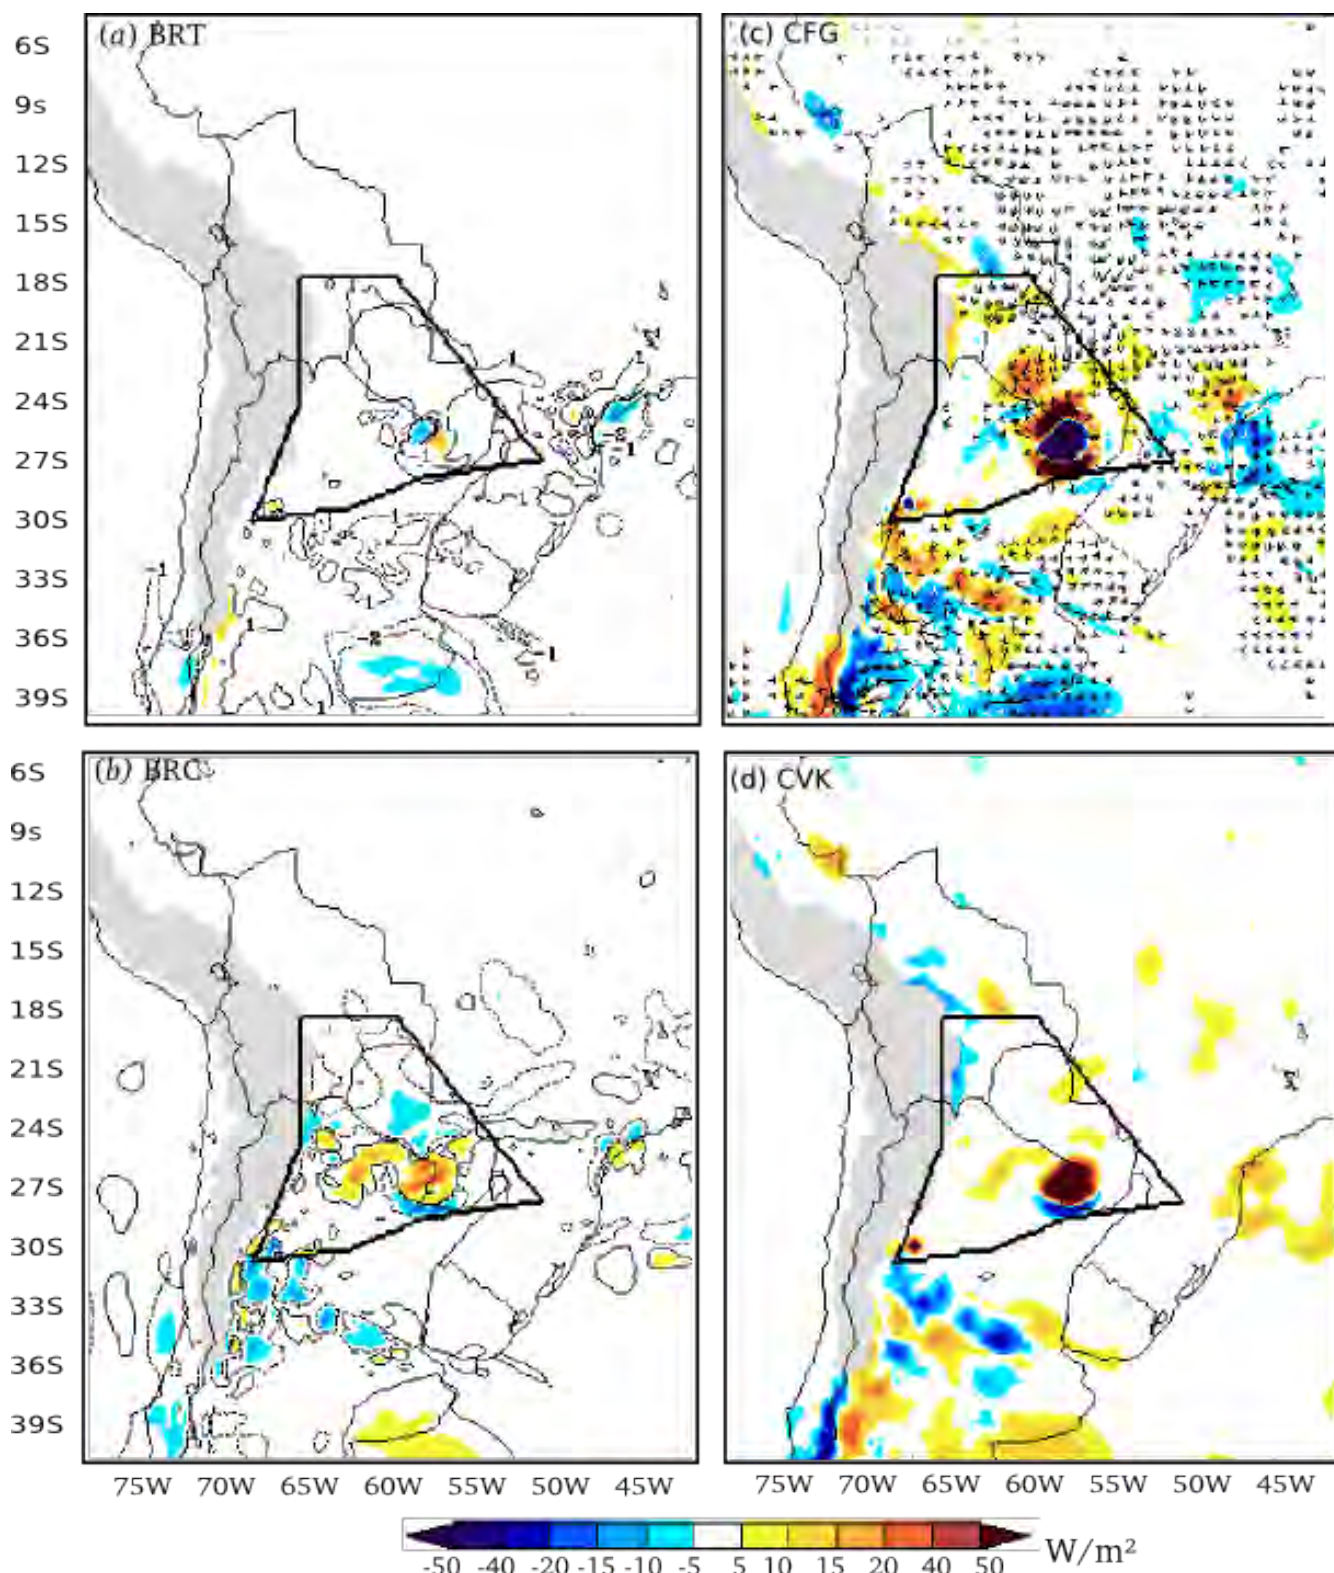 (a) BRT
(c) CFG
6S
9s
12S
15S
18S
21S
24S
27S
30S
33S
36S
39S
(b) BRC
(d) CVK
6S
9s
12S
15S
18S
21S
24S
27S
30S
33S
36S
39S
75W 70W 65W 60W 55W 50W 45W
75W 70W 65W 60W 55W 50W 45W
-50 -40 -20 -15 -10 -5 5 10 15 20 40 50 W/m²